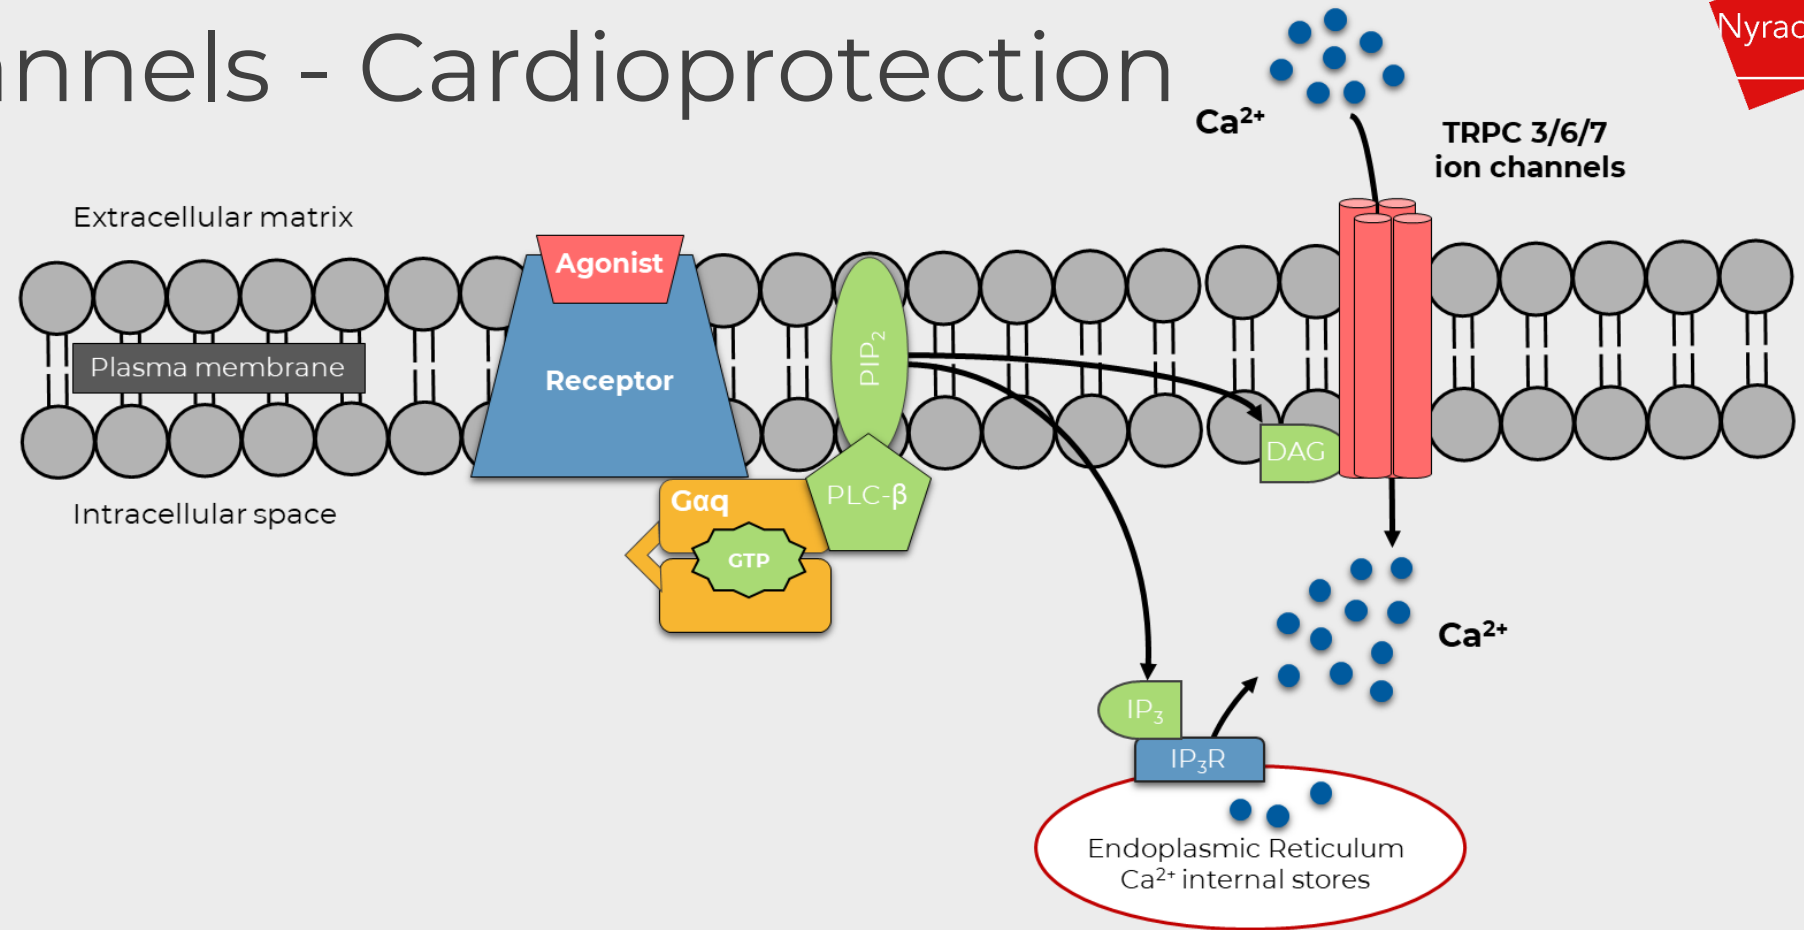 nnels - Cardioprotection
Ca²⁺
TRPC 3/6/7
ion channels
Extracellular matrix
Agonist
Receptor
Plasma membrane
PIP₂
DAG
Intracellular space
Gαq
PLC-β
GTP
Ca²⁺
IP₃
IP₃R
Endoplasmic Reticulum
Ca²⁺ internal stores